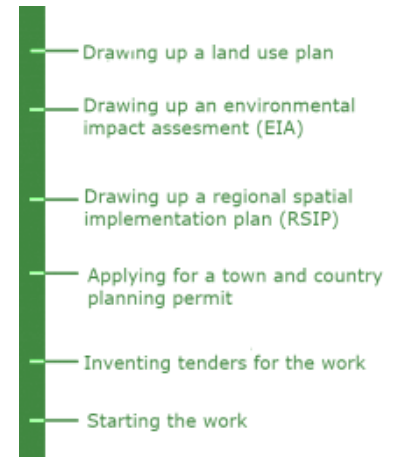 Drawing up a land use plan
Drawing up an environmental
impact assesment (EIA)
Drawing up a regional spatial
implementation plan (RSIP)
Applying for a town and country
planning permit
Inventing tenders for the work
Starting the work